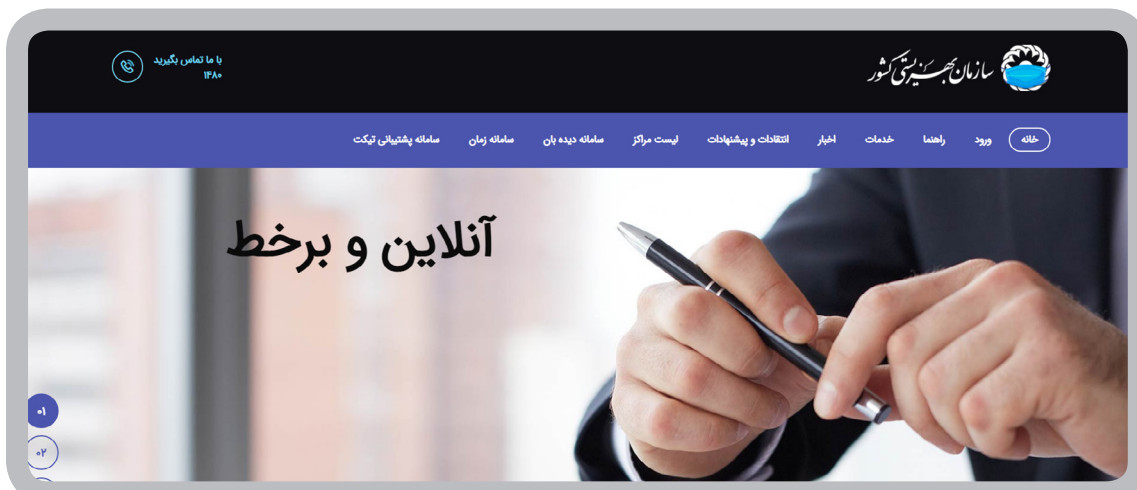 سازمان بهزیستی کشور
با ما تماس بگیرید
۱۴۸۰
خانه
ورود
راهنما
خدمات
اخبار
انتقادات و پیشنهادات
لیست مراکز
سامانه دیده بان
سامانه زمان
سامانه پشتیبانی تیکت
آنلاین و برخط
۰۱
۰۲